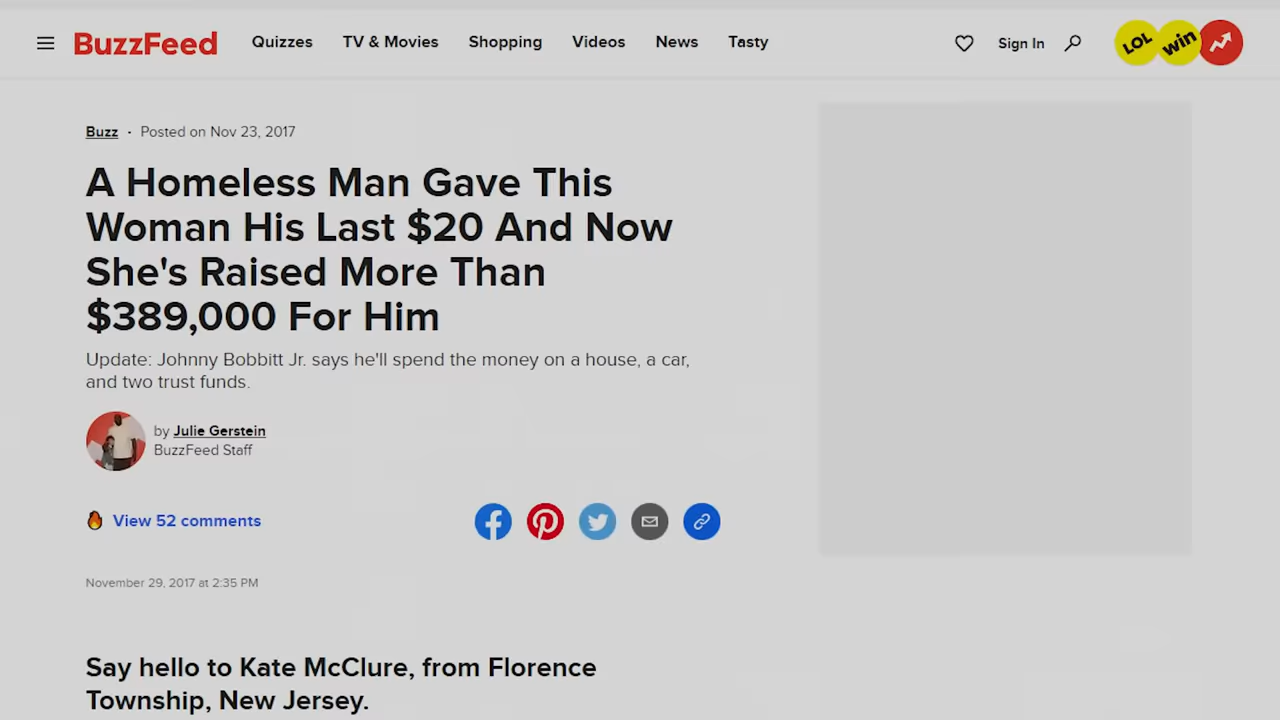 BuzzFeed Quizzes TV & Movies Shopping Videos News Tasty Sign In LOL win
Buzz · Posted on Nov 23, 2017
A Homeless Man Gave This
Woman His Last $20 And Now
She's Raised More Than
$389,000 For Him
Update: Johnny Bobbitt Jr. says he'll spend the money on a house, a car,
and two trust funds.
by Julie Gerstein
BuzzFeed Staff
View 52 comments
November 29, 2017 at 2:35 PM
Say hello to Kate McClure, from Florence
Township, New Jersey.